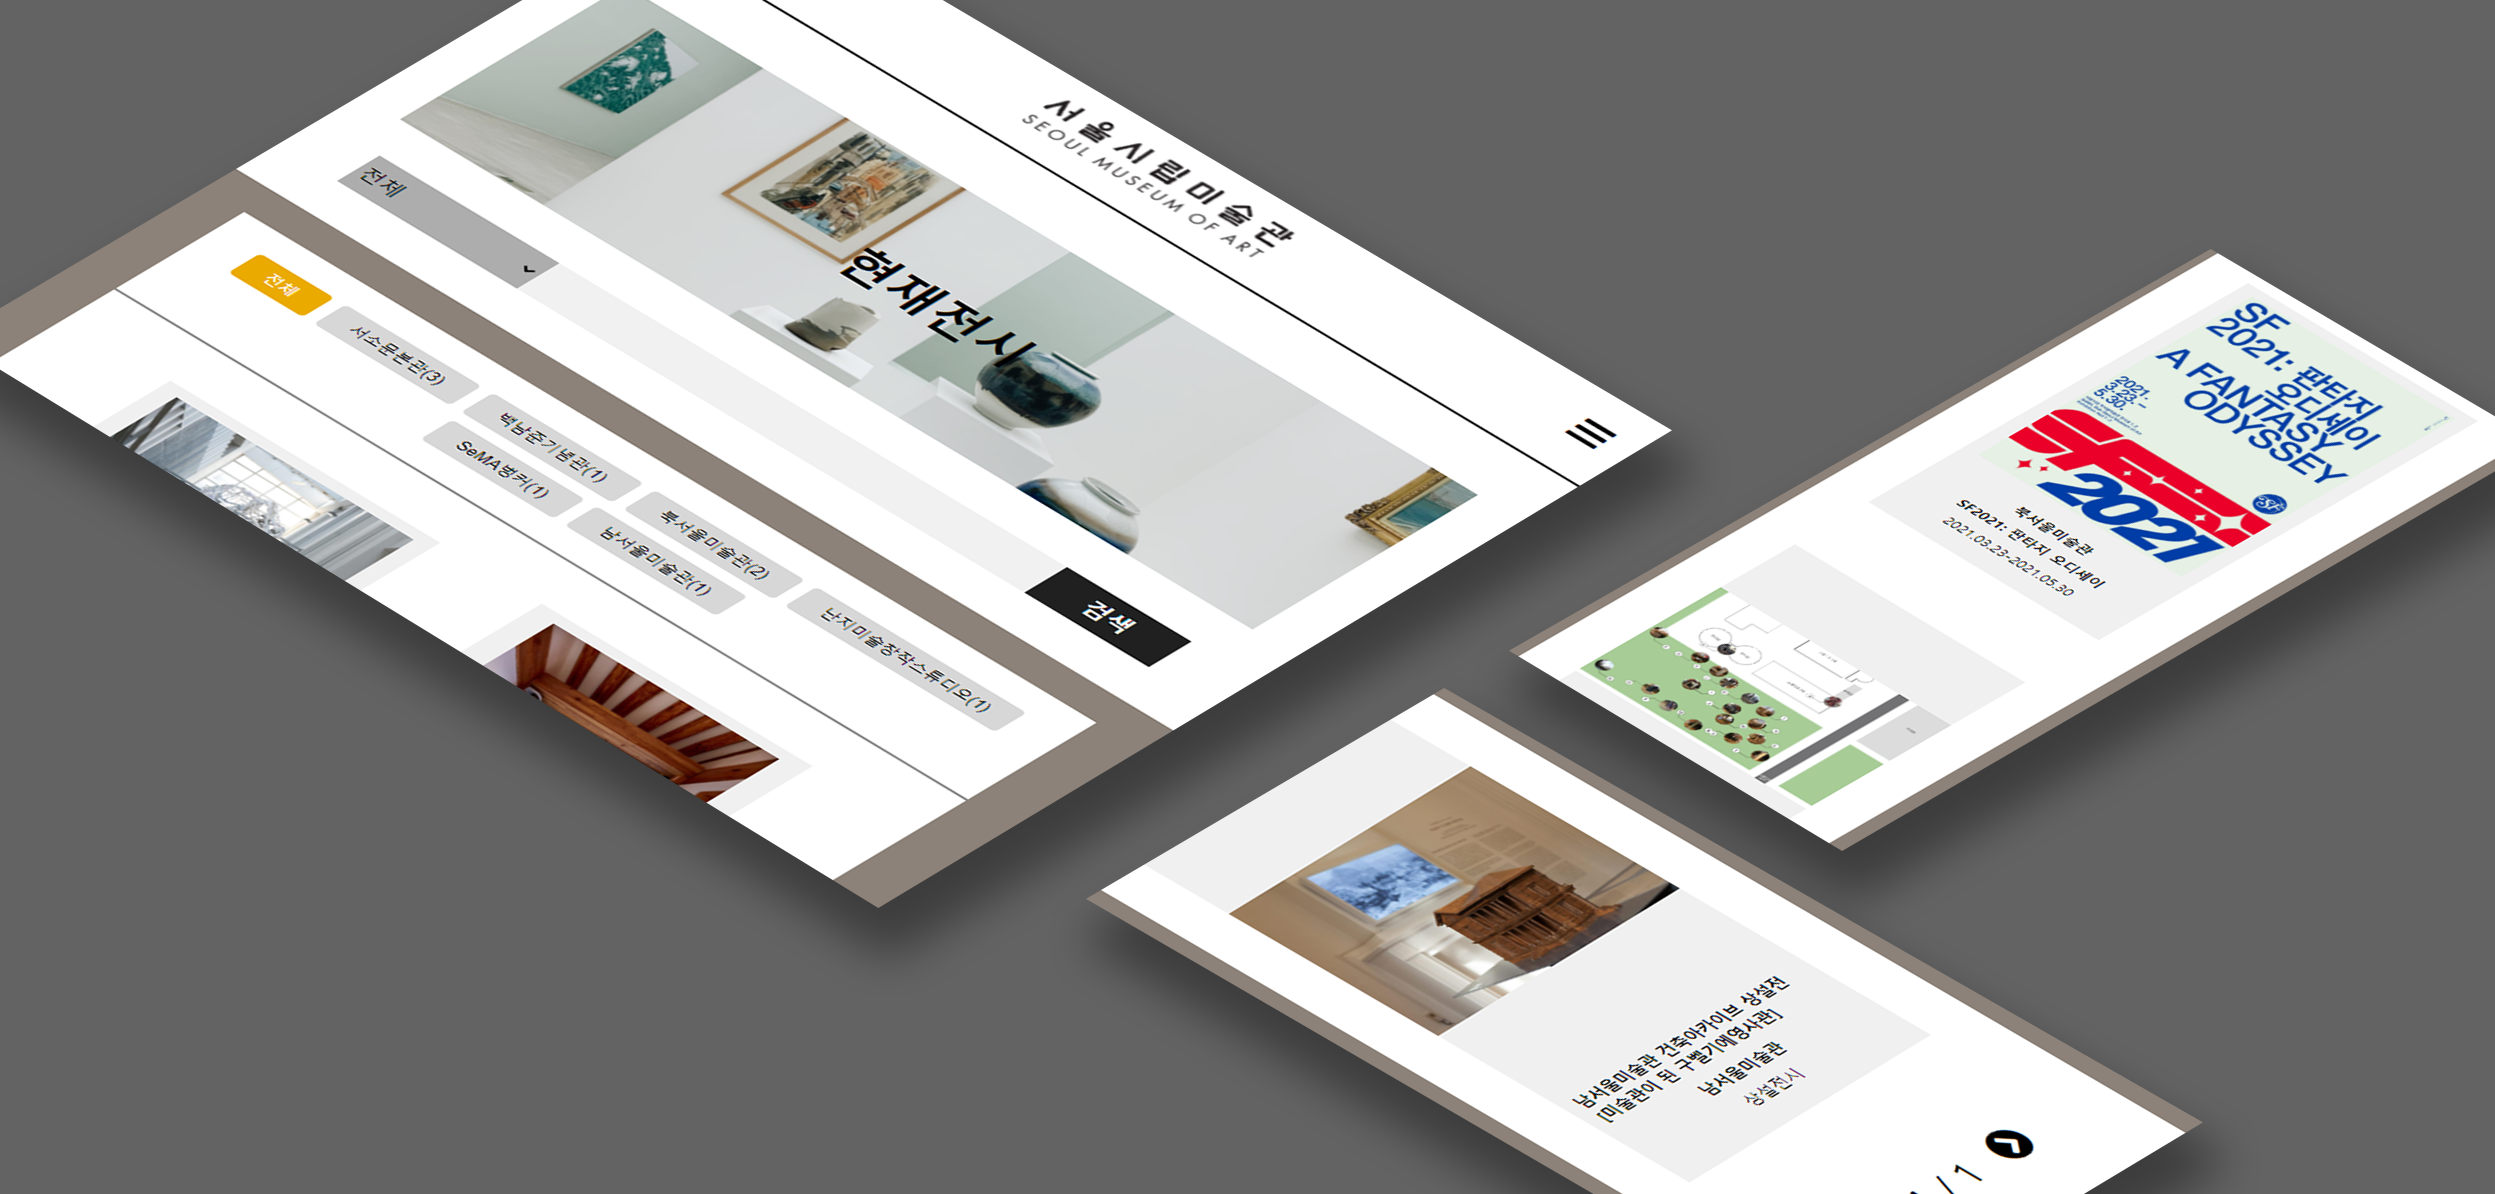 서울시립미술관
SEOUL MUSEUM OF ART
현재전시
전체
검색
전체
서소문본관(3)
백남준기념관(1)
북서울미술관(2)
난지미술창작스튜디오(1)
SeMA벙커(1)
남서울미술관(1)
SF
2021: 판타지
오디세이
A FANTASY
ODYSSEY
2021.
3.23.–
5.30.
SF
2021
북서울미술관
SF2021: 판타지 오디세이
2021.03.23-2021.05.30
남서울미술관 건축아카이브 상설전
[미술관이 된 구벨기에영사관]
남서울미술관
상설전시
/ 1